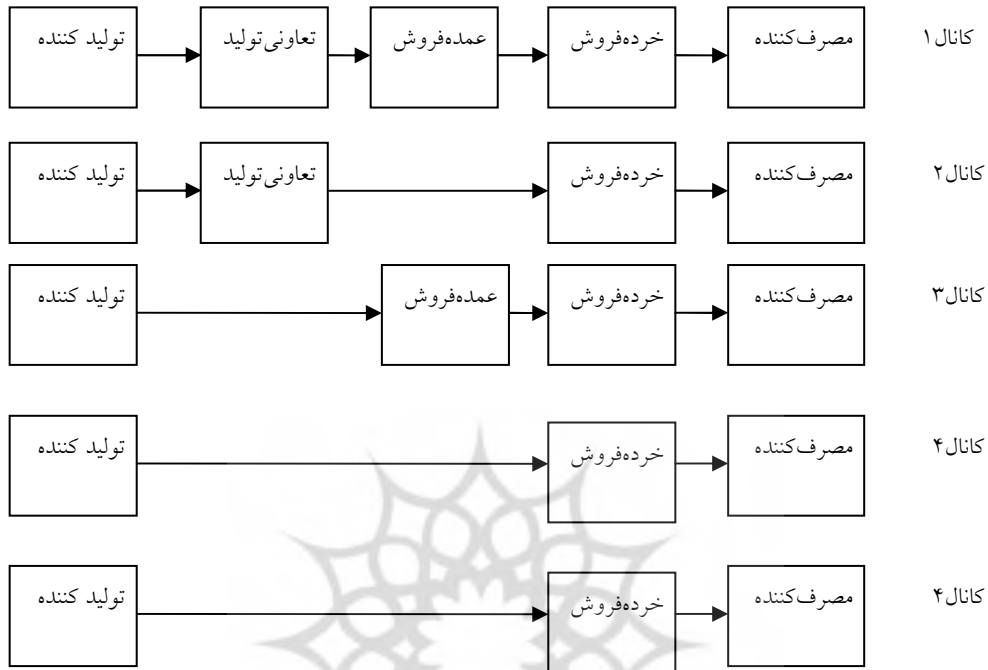 کانال۱ مصرف‌کننده خرده‌فروش عمده‌فروش تعاونی‌تولید تولید کننده
کانال۲ مصرف‌کننده خرده‌فروش تعاونی‌تولید تولید کننده
کانال۳ مصرف‌کننده خرده‌فروش عمده‌فروش تولید کننده
کانال۴ مصرف‌کننده خرده‌فروش تولید کننده
کانال۴ مصرف‌کننده خرده‌فروش تولید کننده